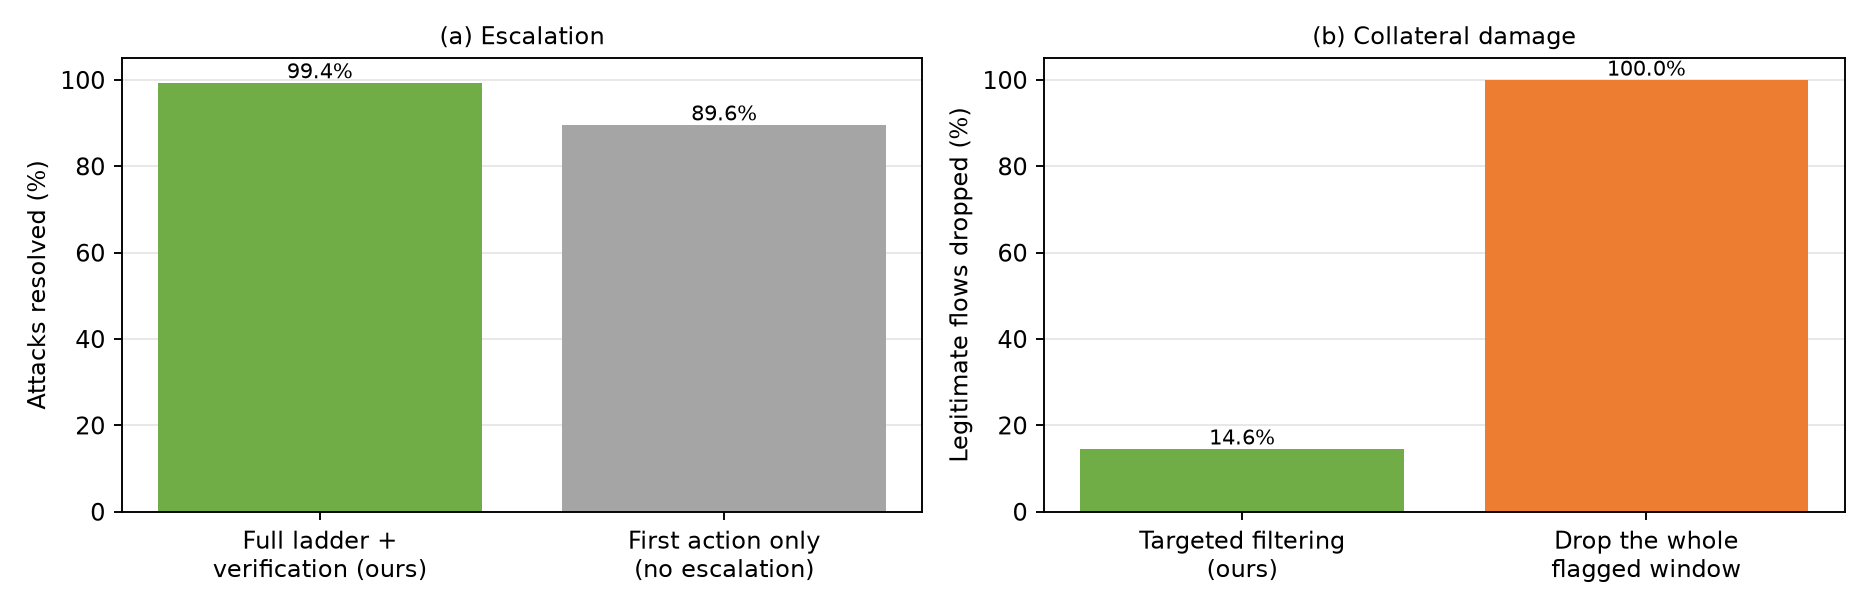 (a) Escalation
Attacks resolved (%)
100
80
60
40
20
0
99.4%
89.6%
Full ladder +
verification (ours)
First action only
(no escalation)
(b) Collateral damage
Legitimate flows dropped (%)
100
80
60
40
20
0
14.6%
100.0%
Targeted filtering
(ours)
Drop the whole
flagged window